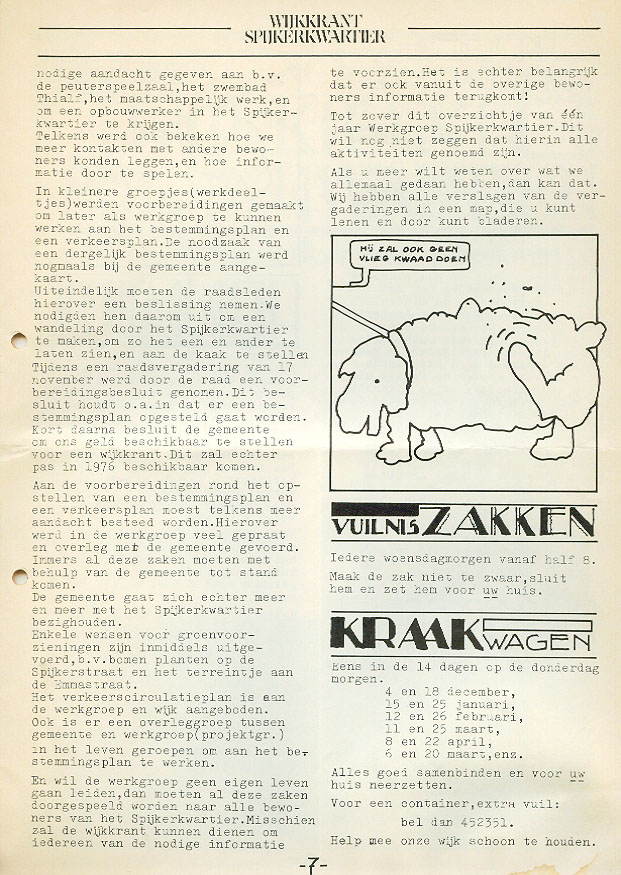 WIJKKRANT
SPIJKERKWARTIER
nodige aandacht gegeven aan b.v.
de peuterspeelzaal,het zwembad
Thialf,het maatschappelijk werk,en
om een opbouwwerker in het Spijker-
kwartier te krijgen.
Telkens werd ook bekeken hoe we
meer kontakten met andere bewo-
ners konden leggen,en hoe infor-
matie door te spelen.
In kleinere groepjes(werkdeel-
tjes)werden voorbereidingen gemaakt
om later als werkgroep te kunnen
werken aan het bestemmingsplan en
een verkeersplan.De noodzaak van
een dergelijk bestemmingsplan werd
nogmaals bij de gemeente aange-
kaart.
Uiteindelijk moeten de raadsleden
hierover een beslissing nemen.We
nodigden hen daarom uit om een
wandeling door het Spijkerkwartier
te maken,om zo het een en ander te
laten zien,en aan de kaak te stellen
Tijdens een raadsvergadering van 17
november werd door de raad een voor-
bereidingsbesluit genomen.Dit be-
sluit houdt o.a.in dat er een be-
stemmingsplan opgesteld gaat worden.
Kort daarna besluit de gemeente
om ons geld beschikbaar te stellen
voor een wijkkrant.Dit zal echter
pas in 1976 beschikbaar komen.
Aan de voorbereidingen rond het op-
stellen van een bestemmingsplan en
een verkeersplan moest telkens meer
aandacht besteed worden.Hierover
werd in de werkgroep veel gepraat
en overleg met de gemeente gevoerd.
Immers al deze zaken moeten met
behulp van de gemeente tot stand
komen.
De gemeente gaat zich echter meer
en meer met het Spijkerkwartier
bezighouden.
Enkele wensen voor groenvoor-
zieningen zijn inmiddels uitge-
voerd,b.v.bomen planten op de
Spijkerstraat en het terreintje aan
de Emmastraat.
Het verkeerscirculatieplan is aan
de werkgroep en wijk aangeboden.
Ook is er een overleggroep tussen
gemeente en werkgroep(projektgr.)
in het leven geroepen om aan het be-
stemmingsplan te werken.
En wil de werkgroep geen eigen leven
gaan leiden,dan moeten al deze zaken
doorgespeeld worden naar alle bewo-
ners van het Spijkerkwartier.Misschien
zal de wijkkrant kunnen dienen om
iedereen van de nodige informatie
te voorzien.Het is echter belangrijk
dat er ook vanuit de overige bewo-
ners informatie terugkomt!
Tot zover dit overzichtje van één
jaar Werkgroep Spijkerkwartier.Dit
wil nog niet zeggen dat hierin alle
aktiviteiten genoemd zijn.
Als u meer wilt weten over wat we
allemaal gedaan hebben,dan kan dat.
Wij hebben alle verslagen van de ver-
gaderingen in een map,die u kunt
lenen en door kunt bladeren.
HIJ ZAL OOK GEEN
VLIEG KWAAD DOEN
VUILNISZAKKEN
Iedere woensdagmorgen vanaf half 8.
Maak de zak niet te zwaar,sluit
hem en zet hem voor uw huis.
KRAAKWAGEN
Eens in de 14 dagen op de donderdag
morgen.
4 en 18 december,
15 en 25 januari,
12 en 26 februari,
11 en 25 maart,
8 en 22 april,
6 en 20 maart,enz.
Alles goed samenbinden en voor uw
huis neerzetten.
Voor een container,extra vuil:
bel dan 452351.
Help mee onze wijk schoon te houden.
-7-